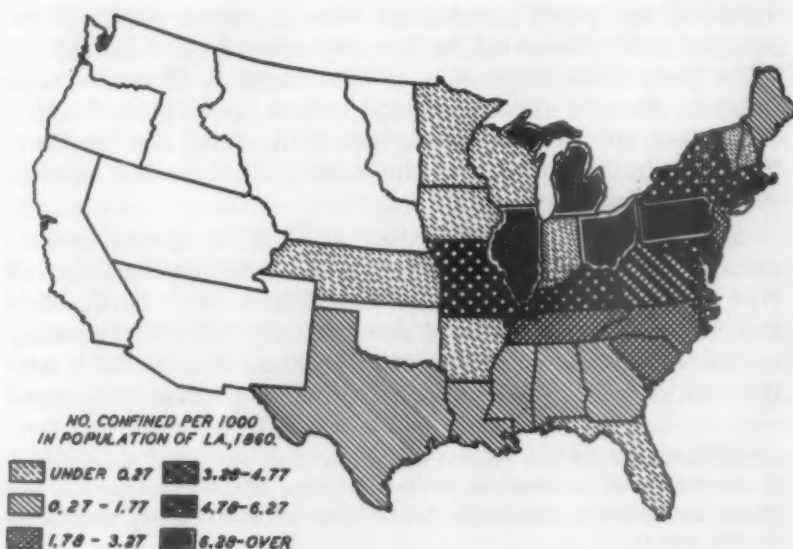 NO. CONFINED PER 1000
IN POPULATION OF LA, 1860.
UNDER 0.27
0.27 - 1.77
1.78 - 3.27
3.28-4.77
4.78-6.27
6.28-OVER